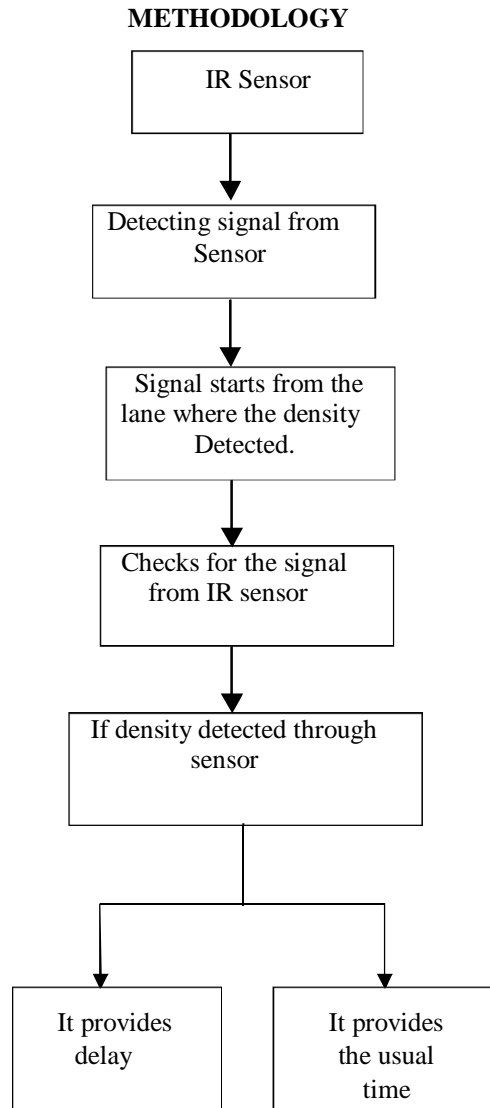 METHODOLOGY
IR Sensor
Detecting signal from
Sensor
Signal starts from the
lane where the density
Detected.
Checks for the signal
from IR sensor
If density detected through
sensor
It provides
delay
It provides
the usual
time